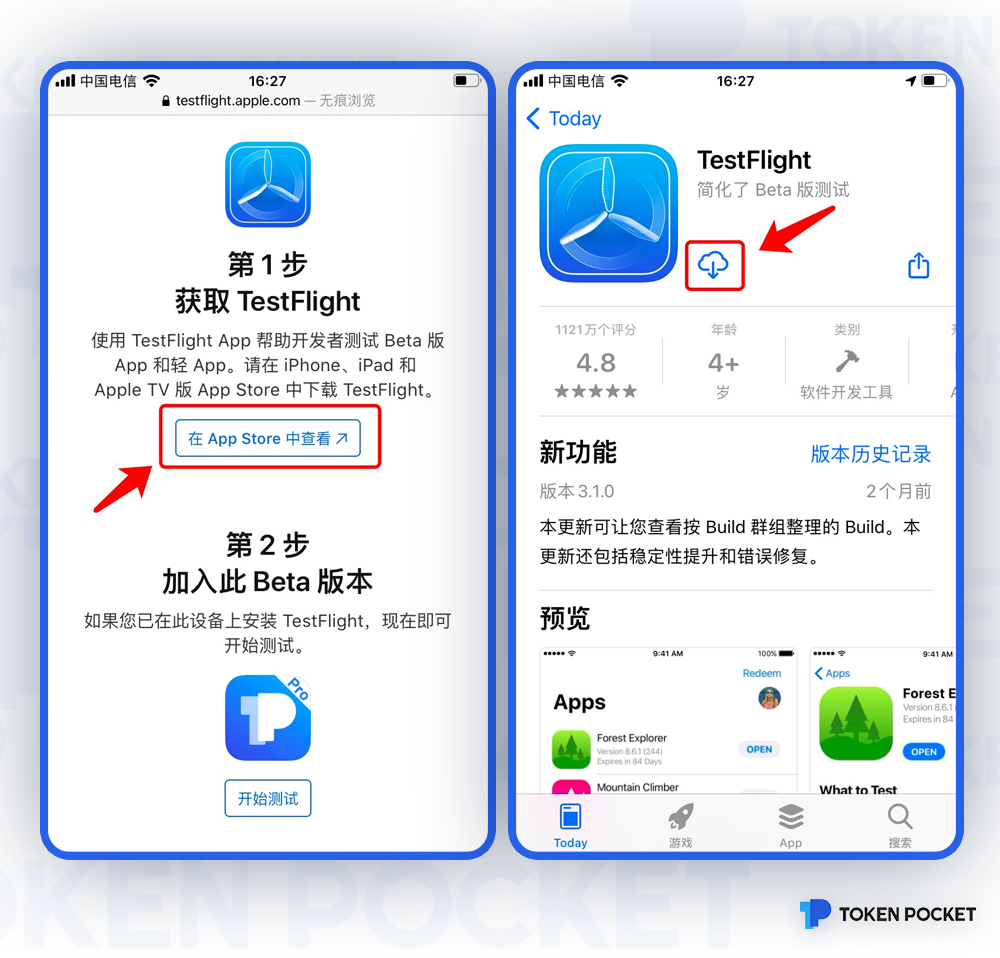 TOKEN POCKET
中国电信
16:27
testflight.apple.com — 无痕浏览
第 1 步
获取 TestFlight
使用 TestFlight App 帮助开发者测试 Beta 版
App 和轻 App。请在 iPhone、iPad 和
Apple TV 版 App Store 中下载 TestFlight。
在 App Store 中查看
第 2 步
加入此 Beta 版本
如果您已在此设备上安装 TestFlight，现在即可
开始测试。
Pro
开始测试
中国电信
16:27
Today
TestFlight
简化了 Beta 版测试
1121万个评分
年龄
类别
4.8
4+
岁
软件开发工具
新功能
版本历史记录
版本 3.1.0
2 个月前
本更新可让您查看按 Build 群组整理的 Build。本
更新还包括稳定性提升和错误修复。
预览
9:41 AM
100%
Redeem
Apps
Forest Explorer
Version 8.6.1 (244)
Expires in 84 Days
OPEN
Mountain Climber
9:41 AM
Apps
Forest E
Version 8.6.1
Expires in 84
OPEN
What to Test
Today
游戏
App
搜索
TOKEN POCKET
TOKEN POCKET